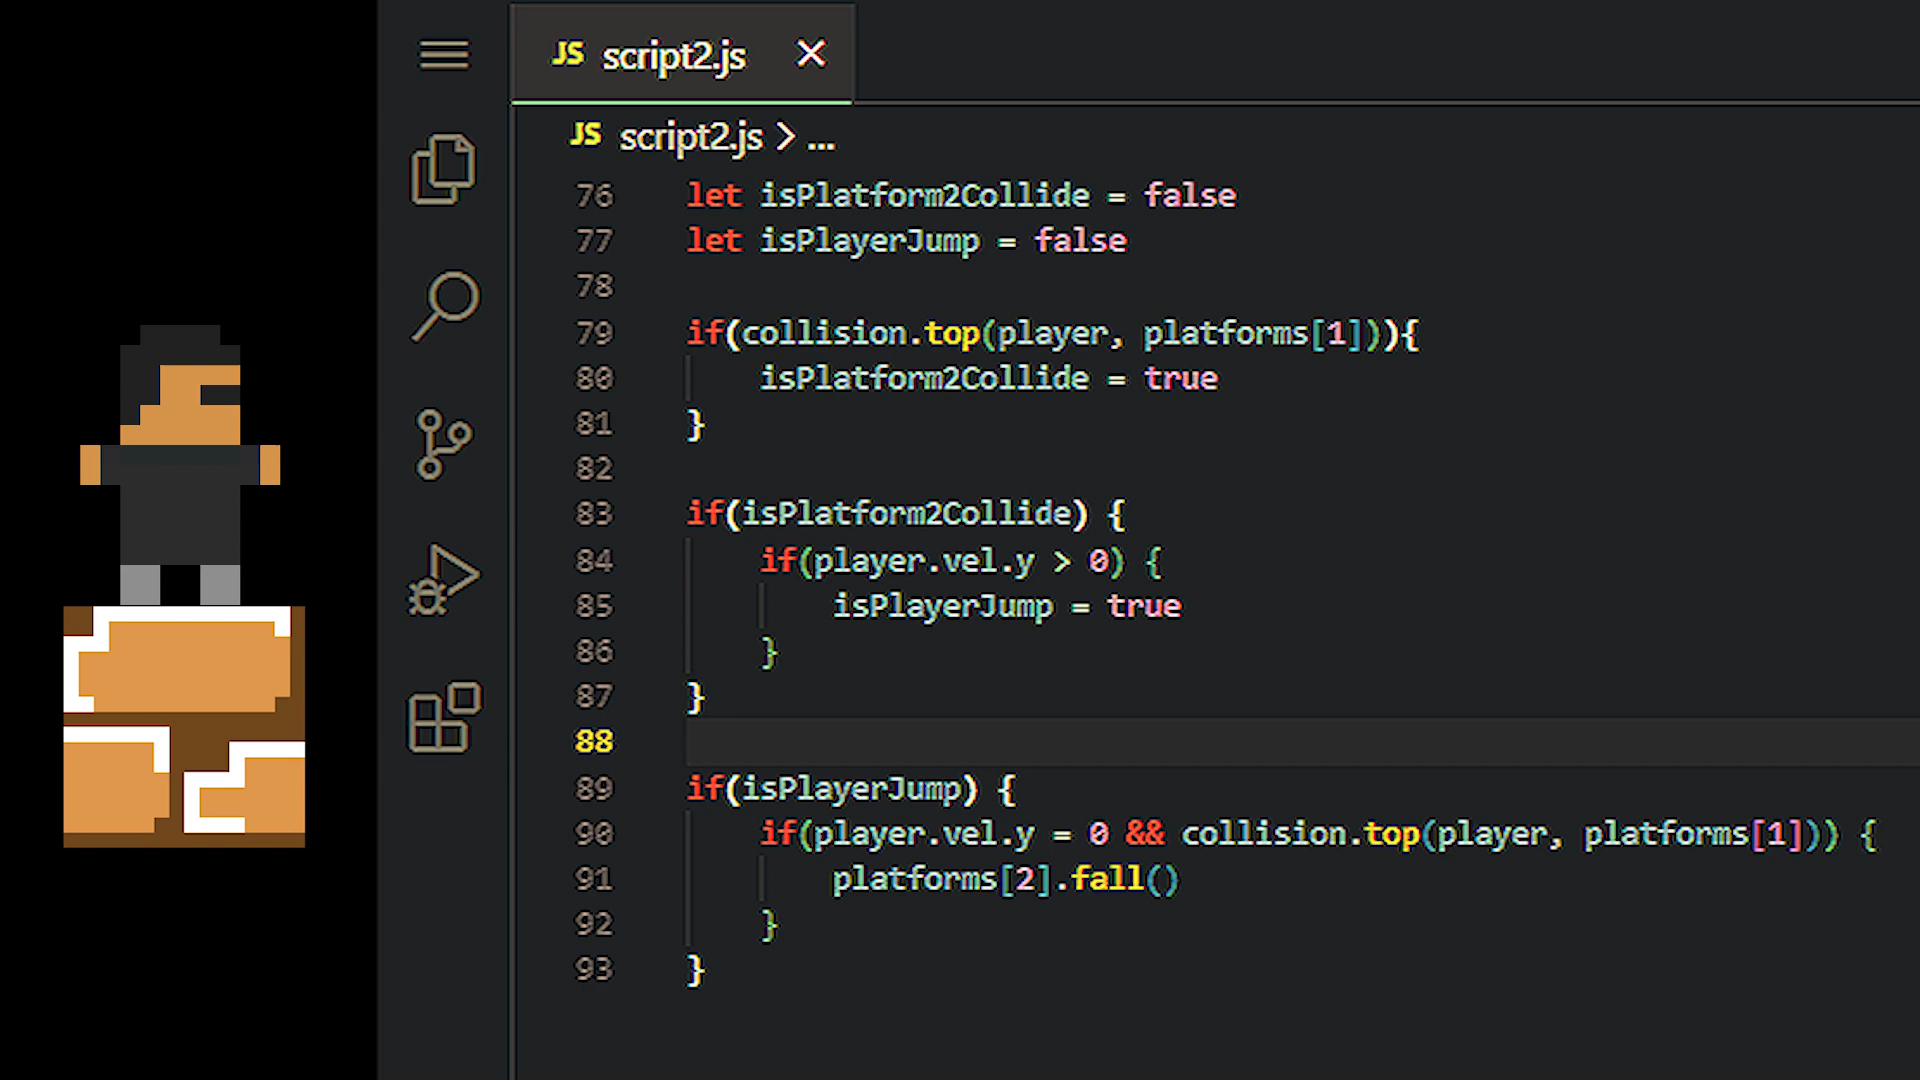 JS script2.js
JS script2.js > ...
76 let isPlatform2Collide = false
77 let isPlayerJump = false
78
79 if(collision.top(player, platforms[1])){
80 isPlatform2Collide = true
81 }
82
83 if(isPlatform2Collide) {
84 if(player.vel.y > 0) {
85 isPlayerJump = true
86 }
87 }
88
89 if(isPlayerJump) {
90 if(player.vel.y = 0 && collision.top(player, platforms[1])) {
91 platforms[2].fall()
92 }
93 }